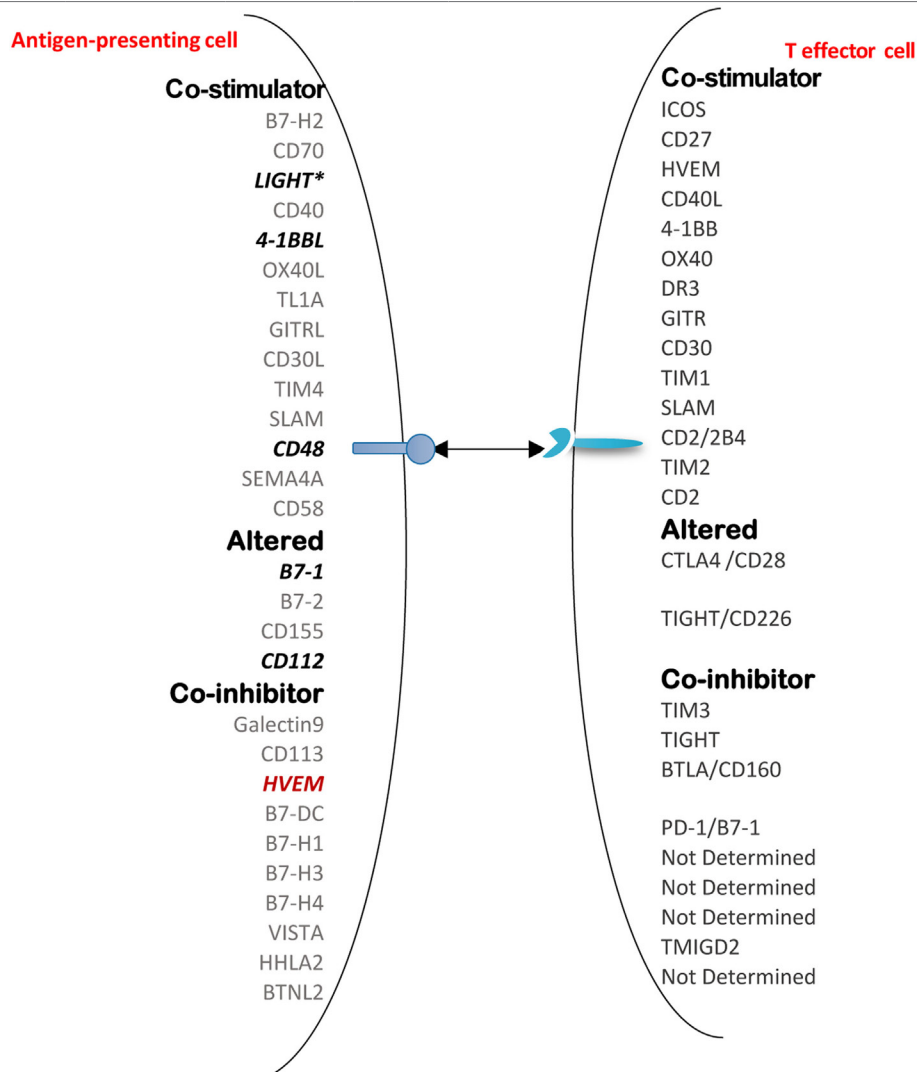 Antigen-presenting cell
Co-stimulator
B7-H2
CD70
LIGHT*
CD40
4-1BBL
OX40L
TL1A
GITRL
CD30L
TIM4
SLAM
CD48
SEMA4A
CD58
Altered
B7-1
B7-2
CD155
CD112
Co-inhibitor
Galectin9
CD113
HVEM
B7-DC
B7-H1
B7-H3
B7-H4
VISTA
HHLA2
BTNL2
T effector cell
Co-stimulator
ICOS
CD27
HVEM
CD40L
4-1BB
OX40
DR3
GITR
CD30
TIM1
SLAM
CD2/2B4
TIM2
CD2
Altered
CTLA4 /CD28
TIGHT/CD226
Co-inhibitor
TIM3
TIGHT
BTLA/CD160
PD-1/B7-1
Not Determined
Not Determined
Not Determined
TMIGD2
Not Determined